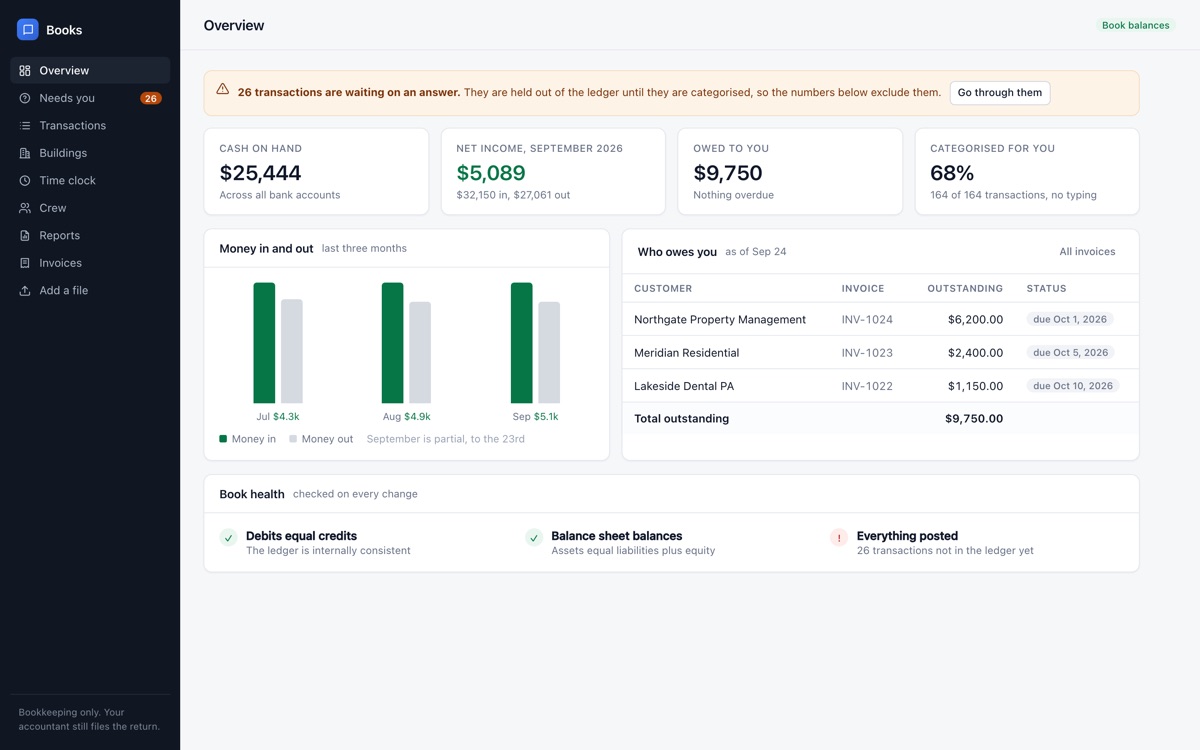 Books
Overview
Needs you 26
Transactions
Buildings
Time clock
Crew
Reports
Invoices
Add a file
Bookkeeping only. Your
accountant still files the return.
Overview
Book balances
26 transactions are waiting on an answer. They are held out of the ledger until they are categorised, so the numbers below exclude them. Go through them
CASH ON HAND
$25,444
Across all bank accounts
NET INCOME, SEPTEMBER 2026
$5,089
$32,150 in, $27,061 out
OWED TO YOU
$9,750
Nothing overdue
CATEGORISED FOR YOU
68%
164 of 164 transactions, no typing
Money in and out last three months
Jul $4.3k Aug $4.9k Sep $5.1k
Money in Money out September is partial, to the 23rd
Who owes you as of Sep 24 All invoices
CUSTOMER INVOICE OUTSTANDING STATUS
Northgate Property Management INV-1024 $6,200.00 due Oct 1, 2026
Meridian Residential INV-1023 $2,400.00 due Oct 5, 2026
Lakeside Dental PA INV-1022 $1,150.00 due Oct 10, 2026
Total outstanding $9,750.00
Book health checked on every change
Debits equal credits
The ledger is internally consistent
Balance sheet balances
Assets equal liabilities plus equity
! Everything posted
26 transactions not in the ledger yet